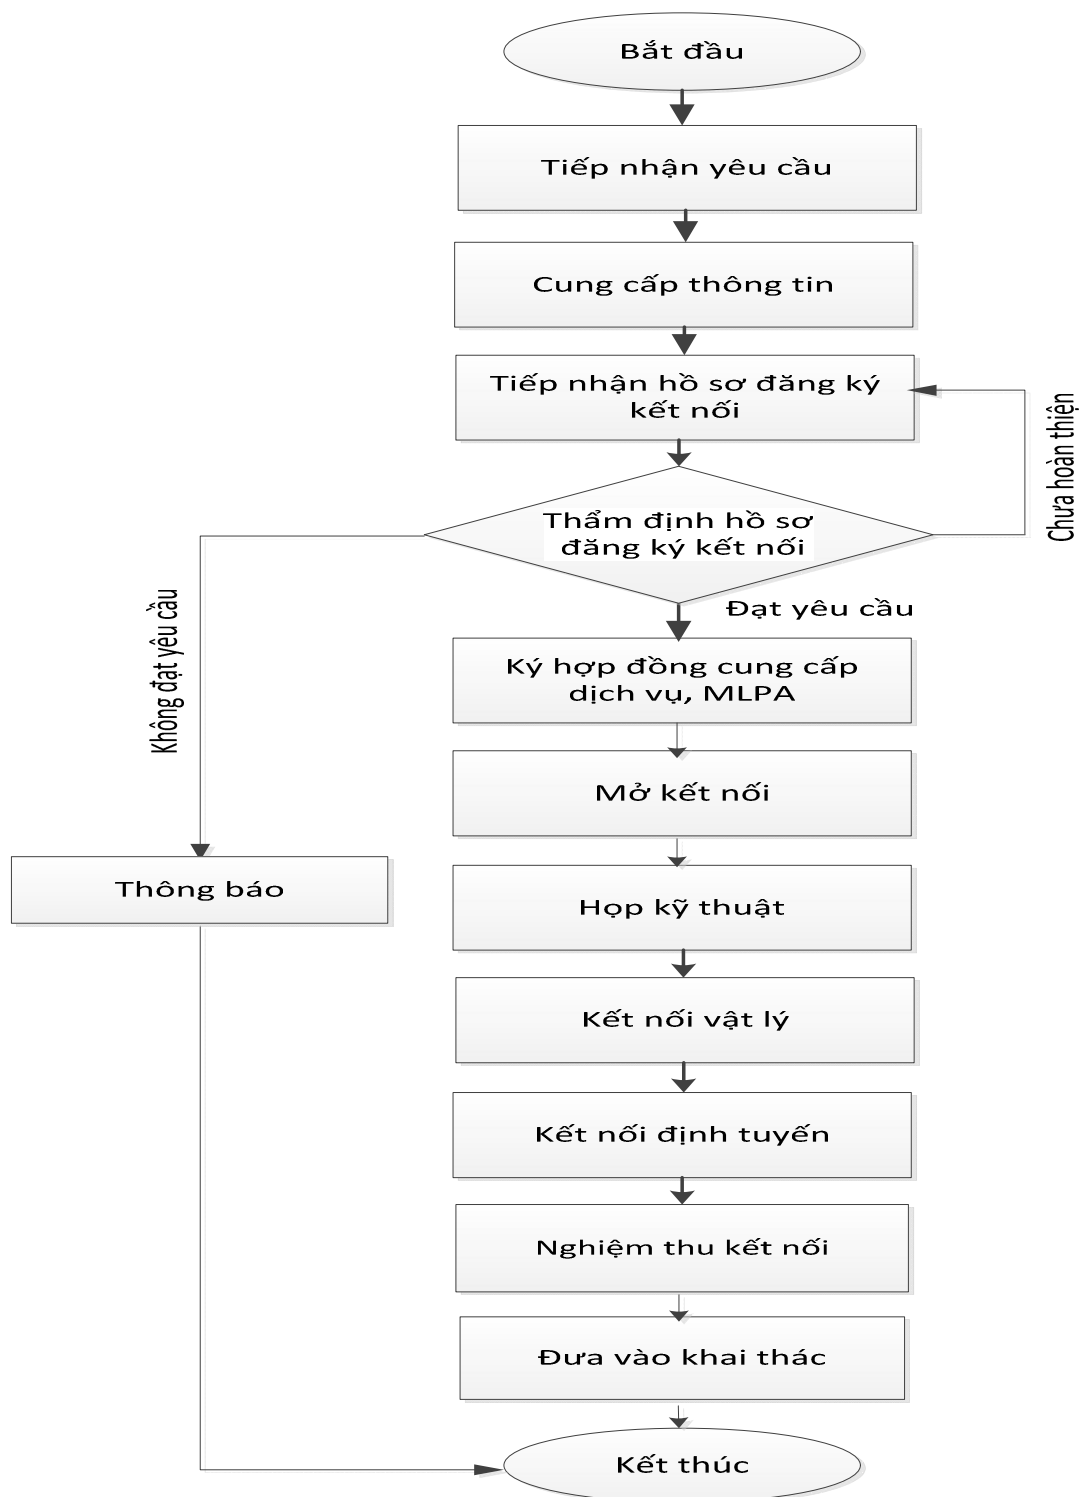 Bắt đầu
Tiếp nhận yêu cầu
Cung cấp thông tin
Tiếp nhận hồ sơ đăng ký
kết nối
Chưa hoàn thiện
Thẩm định hồ sơ
đăng ký kết nối
Không đạt yêu cầu
Đạt yêu cầu
Ký hợp đồng cung cấp
dịch vụ, MLPA
Mở kết nối
Thông báo
Họp kỹ thuật
Kết nối vật lý
Kết nối định tuyến
Nghiệm thu kết nối
Đưa vào khai thác
Kết thúc